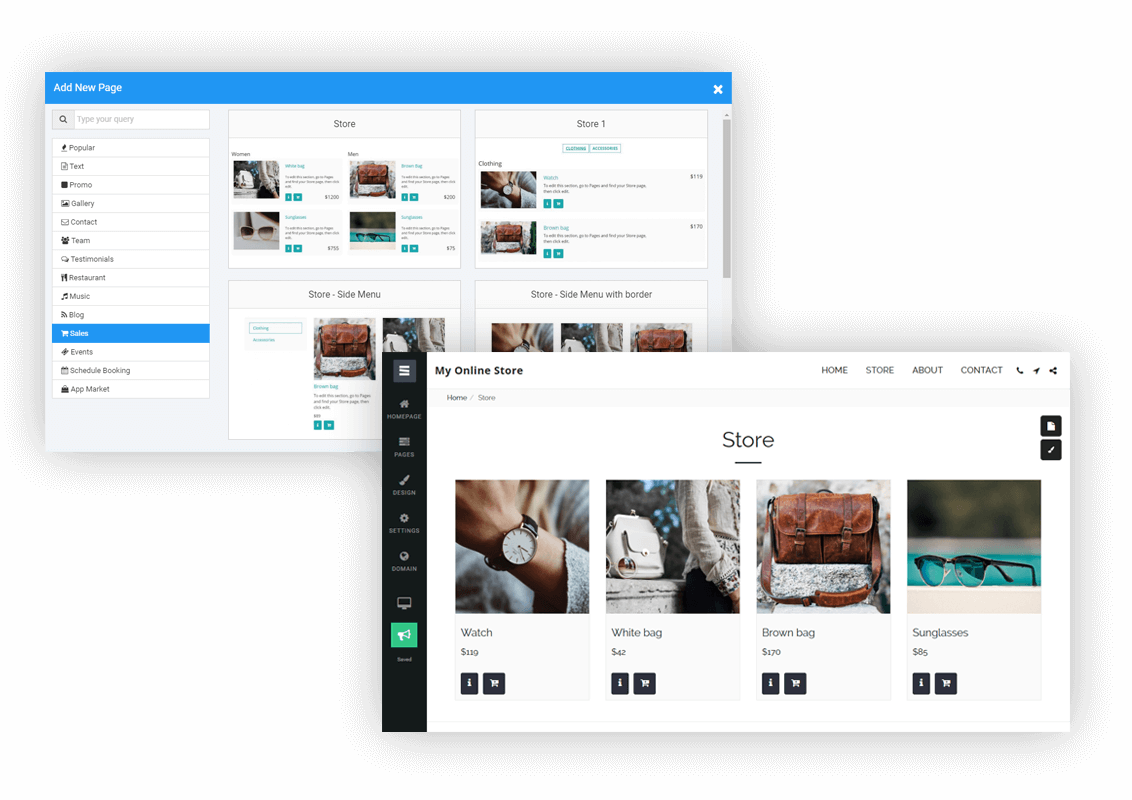 Add New Page
Type your query
Popular
Text
Promo
Gallery
Contact
Team
Testimonials
Restaurant
Music
Blog
Sales
Events
Schedule Booking
App Market
Store
Women
White bag
To edit this section, go to Pages
and find your Store page, then click
edit.
$1200
Sunglasses
To edit this section, go to Pages
and find your Store page, then click
edit.
$755
Men
Brown Bag
To edit this section, go to Pages
and find your Store page, then click
edit.
$200
Sunglasses
To edit this section, go to Pages
and find your Store page, then click
edit.
$75
Store 1
CLOTHING ACCESSORIES
Clothing
Watch
$119
To edit this section, go to Pages and find your Store page,
then click edit.
Brown bag
$170
To edit this section, go to Pages and find your Store page,
then click edit.
Store - Side Menu
Clothing
Accessories
Brown bag
To edit this section, go to Pages
and find your Store page, then
click edit.
Store - Side Menu with border
My Online Store
HOME STORE ABOUT CONTACT
HOMEPAGE
PAGES
DESIGN
SETTINGS
DOMAIN
Saved
Home / Store
Store
Watch
$119
White bag
$42
Brown bag
$170
Sunglasses
$85